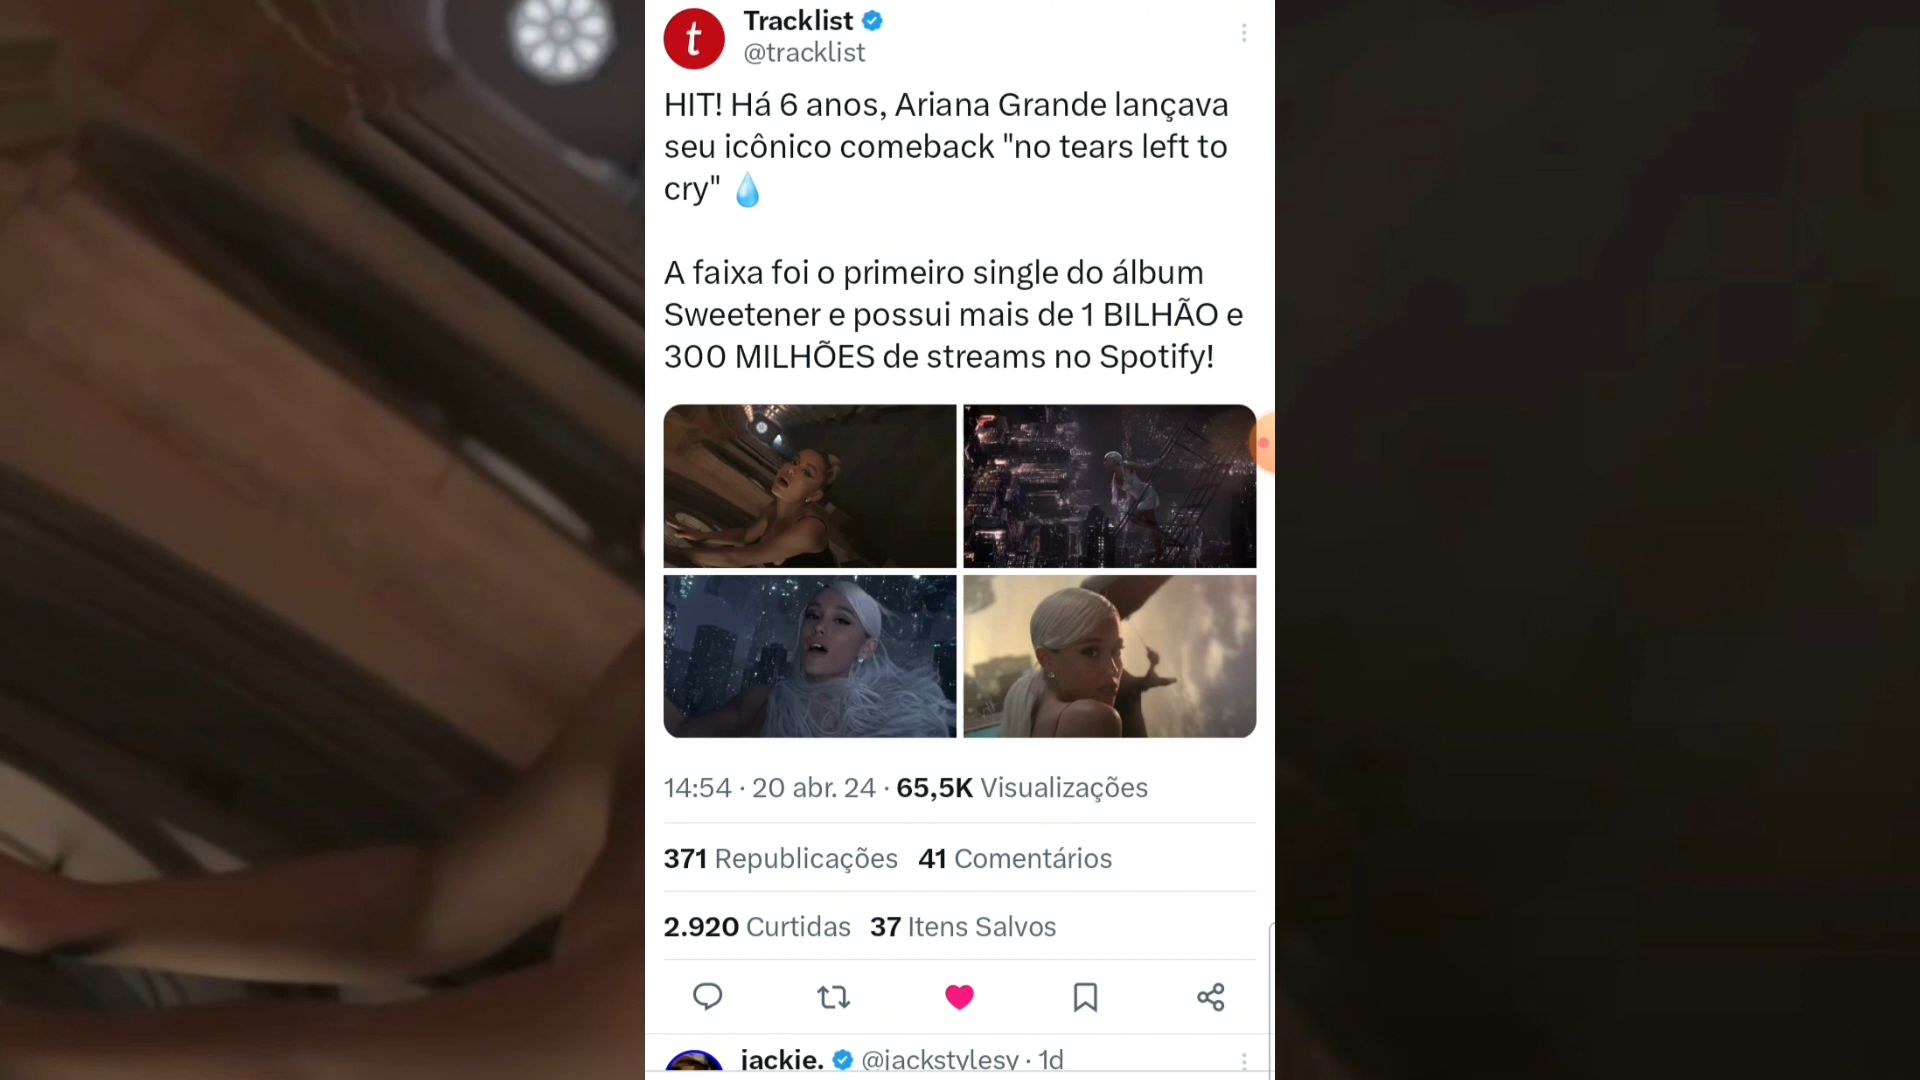 t
Tracklist
@tracklist
HIT! Há 6 anos, Ariana Grande lançava
seu icônico comeback "no tears left to
cry" 💧
A faixa foi o primeiro single do álbum
Sweetener e possui mais de 1 BILHÃO e
300 MILHÕES de streams no Spotify!
14:54 · 20 abr. 24 · 65,5K Visualizações
371 Republicações 41 Comentários
2.920 Curtidas 37 Itens Salvos
jackie. @jackstylesv · 1d